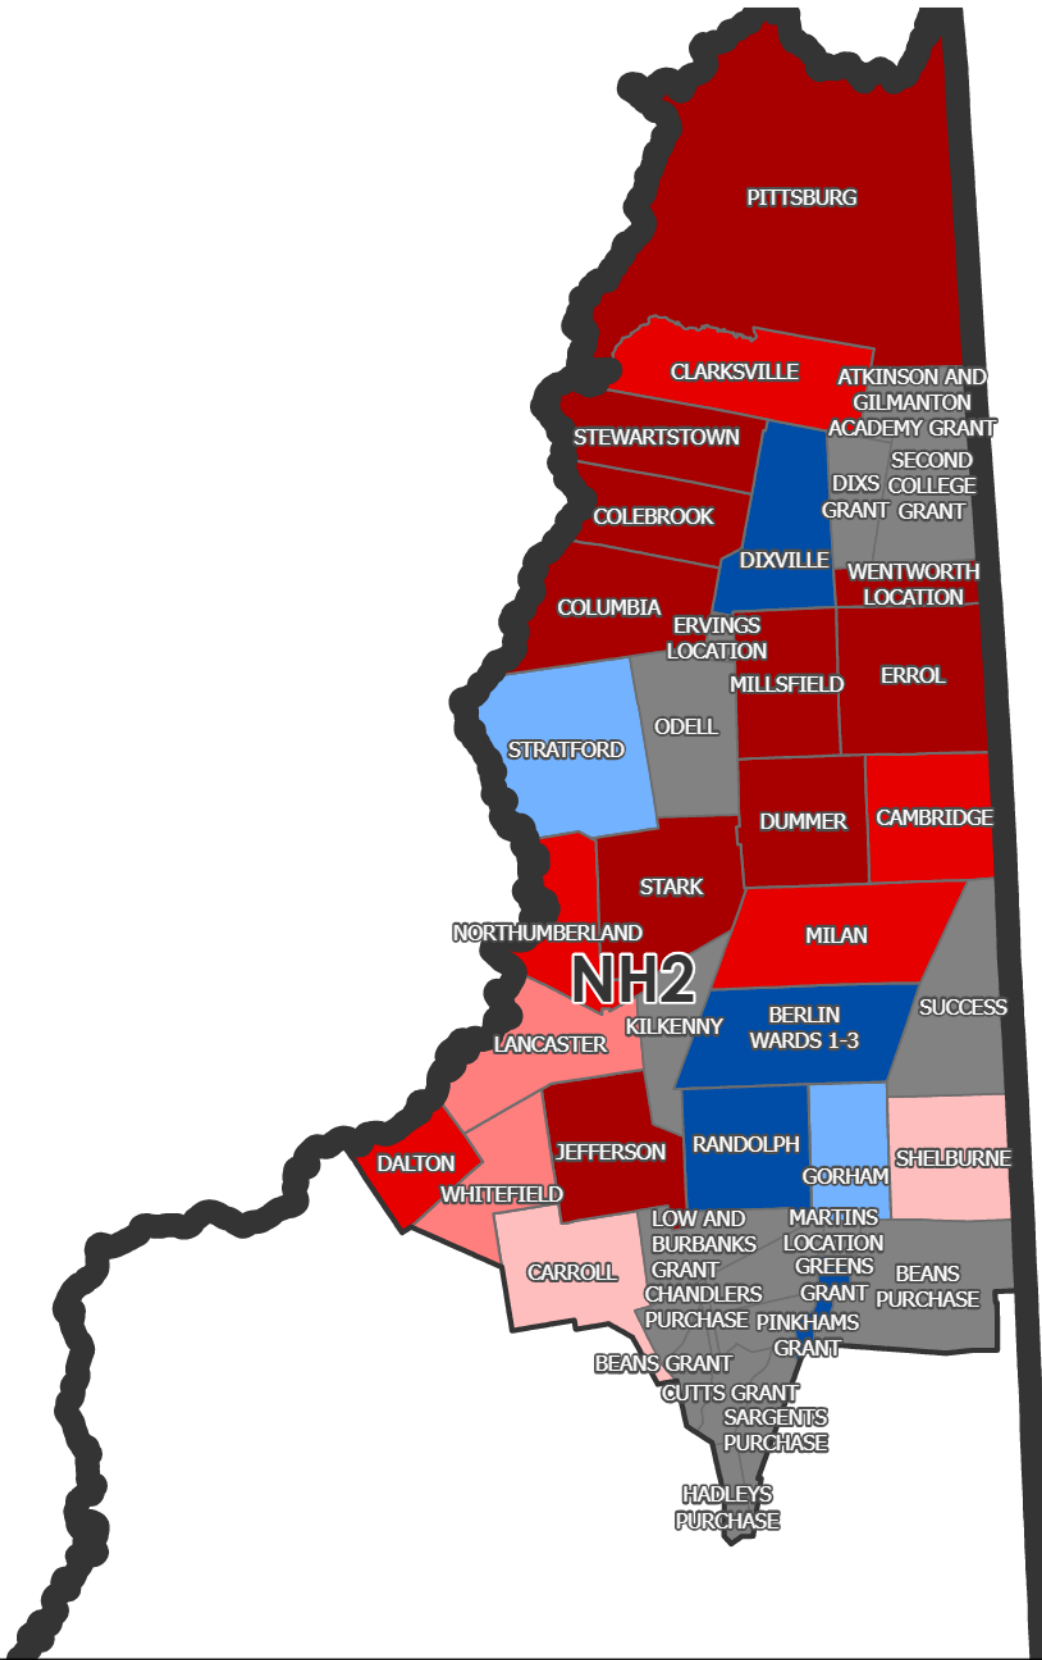 PITTSBURG
CLARKSVILLE
ATKINSON AND
GILMANTON
ACADEMY GRANT
STEWARTSTOWN
SECOND
COLLEGE
GRANT
DIXS
GRANT
COLEBROOK
DIXVILLE
WENTWORTH
LOCATION
COLUMBIA
ERVINGS
LOCATION
MILLSFIELD
ERROL
ODELL
STRATFORD
DUMMER
CAMBRIDGE
STARK
NORTHUMBERLAND
MILAN
NH2
SUCCESS
KILKENNY
BERLIN
WARDS 1-3
LANCASTER
JEFFERSON
RANDOLPH
DALTON
SHELBURNE
GORHAM
WHITEFIELD
LOW AND
BURBANKS
GRANT
MARTINS
LOCATION
GREENS
GRANT
CARROLL
BEANS
PURCHASE
CHANDLERS
PURCHASE
PINKHAMS
GRANT
BEANS GRANT
CUTTS GRANT
SARGENTS
PURCHASE
HADLEYS
PURCHASE